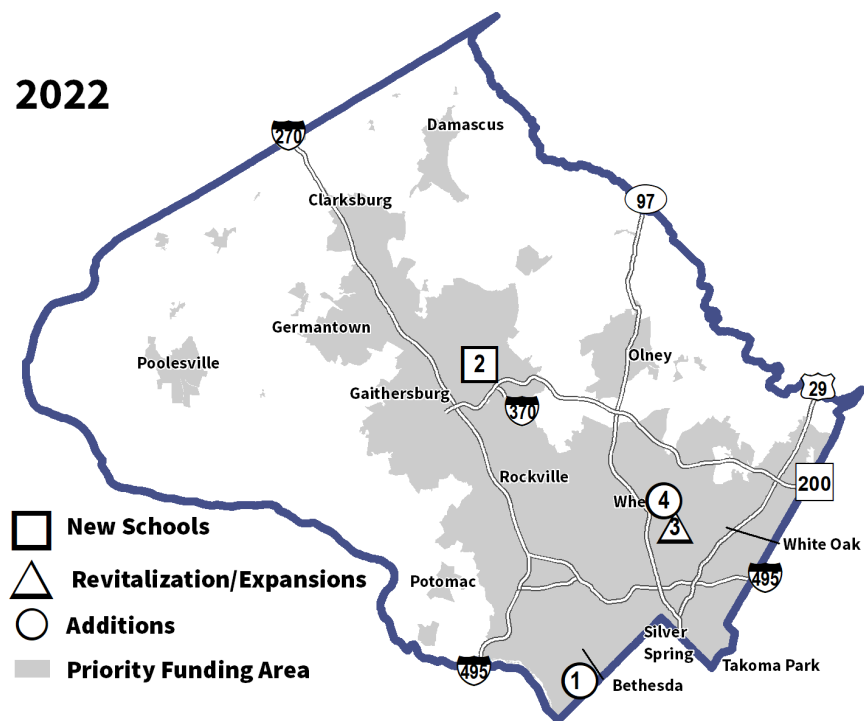 2022
Damascus
270
Clarksburg
97
Germantown
Poolesville
Olney
2
29
Gaithersburg
370
Rockville
200
Whe
4
3
New Schools
White Oak
Revitalization/Expansions
Potomac
495
Additions
Silver
Spring
Takoma Park
Priority Funding Area
495
1
Bethesda